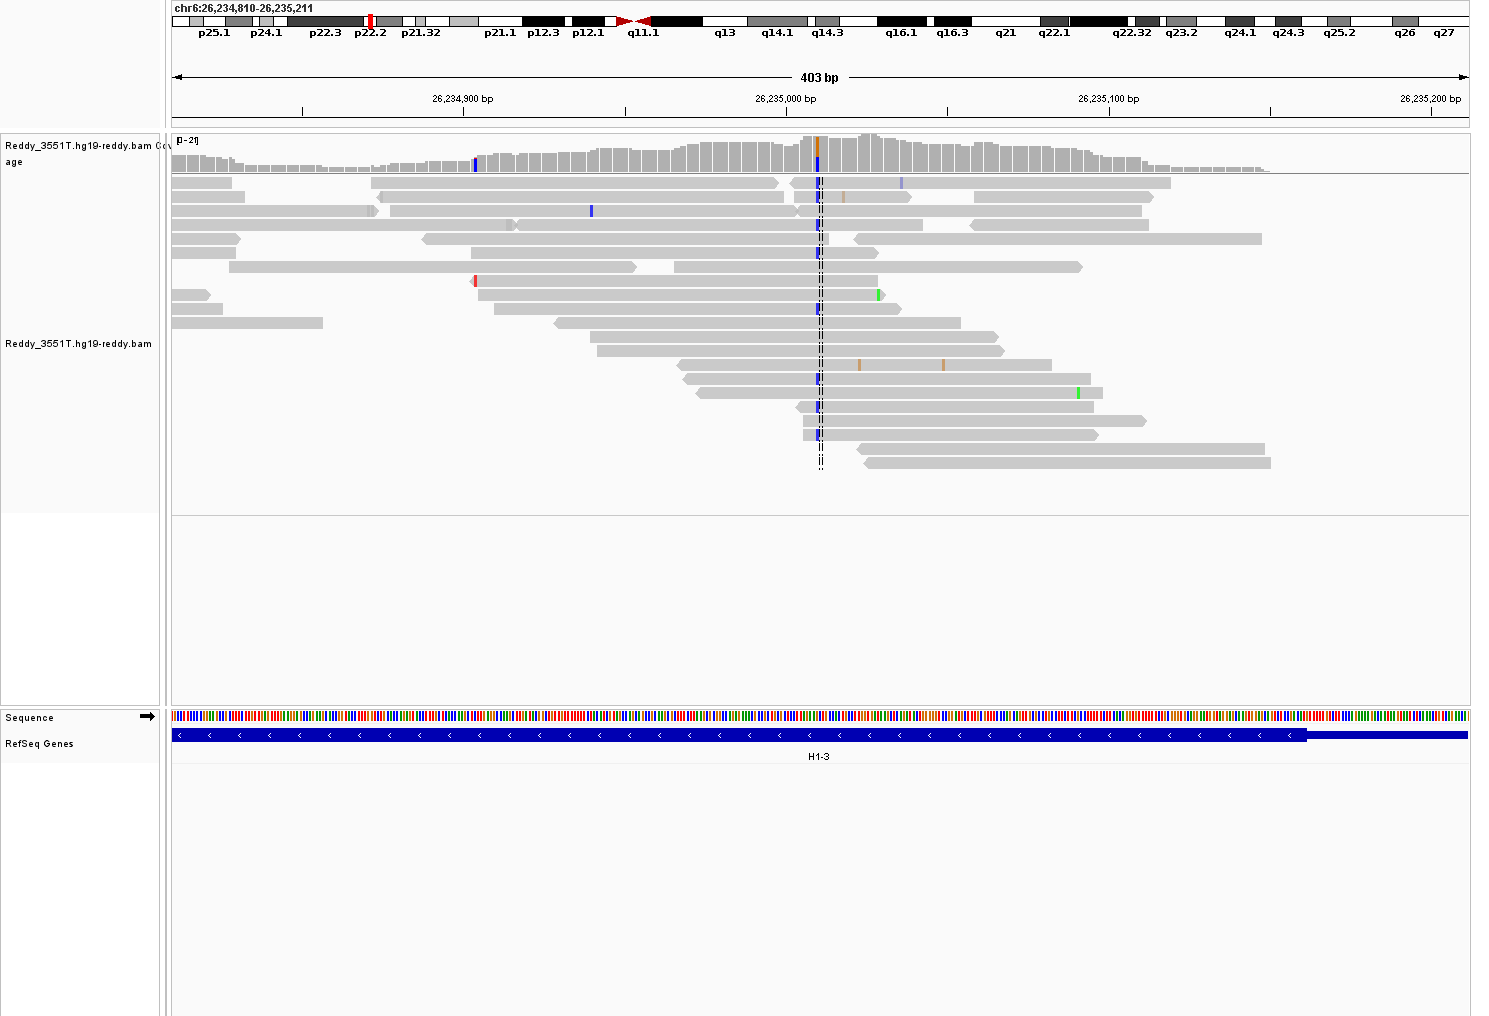 chr6:26,234,810-26,235,211
p25.1 p24.1 p22.3 p22.2 p21.32 p21.1 p12.3 p12.1 q11.1 q13 q14.1 q14.3 q16.1 q16.3 q21 q22.1 q22.32 q23.2 q24.1 q24.3 q25.2 q26 q27
403 bp
26,234,900 bp 26,235,000 bp 26,235,100 bp 26,235,200 bp
[0 - 21]
Reddy_3551T.hg19-reddy.bam Cov
age
Reddy_3551T.hg19-reddy.bam
Sequence
RefSeq Genes
H1-3